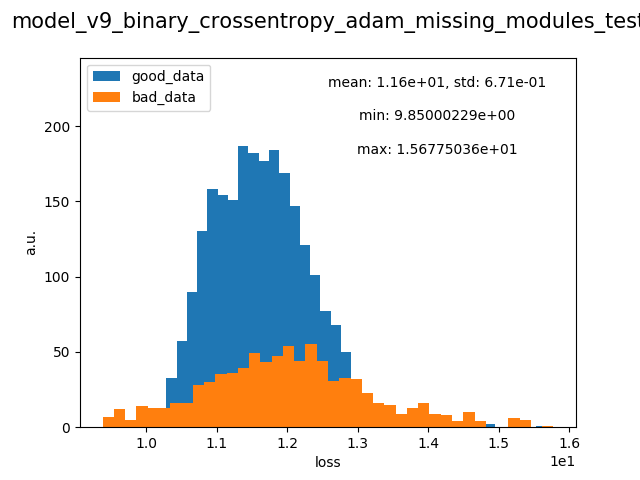 model_v9_binary_crossentropy_adam_missing_modules_test
good_data
bad_data
mean: 1.16e+01, std: 6.71e-01
min: 9.85000229e+00
max: 1.56775036e+01
a.u.
200
150
100
50
0
1.0 1.1 1.2 1.3 1.4 1.5 1.6
1e1
loss